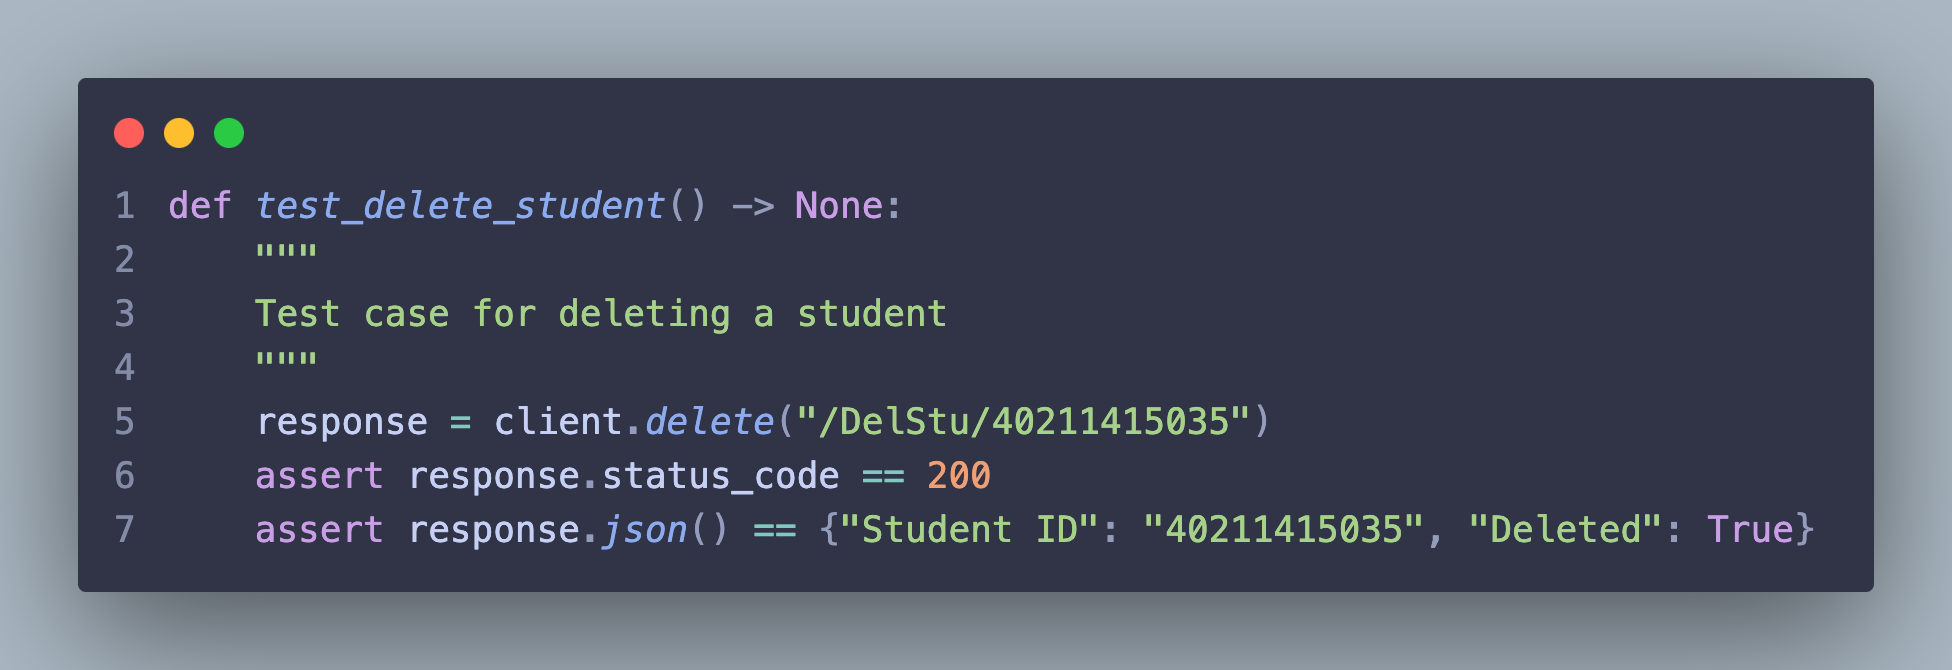 1 def test_delete_student() -> None:
2     """
3     Test case for deleting a student
4     """
5     response = client.delete("/DelStu/40211415035")
6     assert response.status_code == 200
7     assert response.json() == {"Student ID": "40211415035", "Deleted": True}